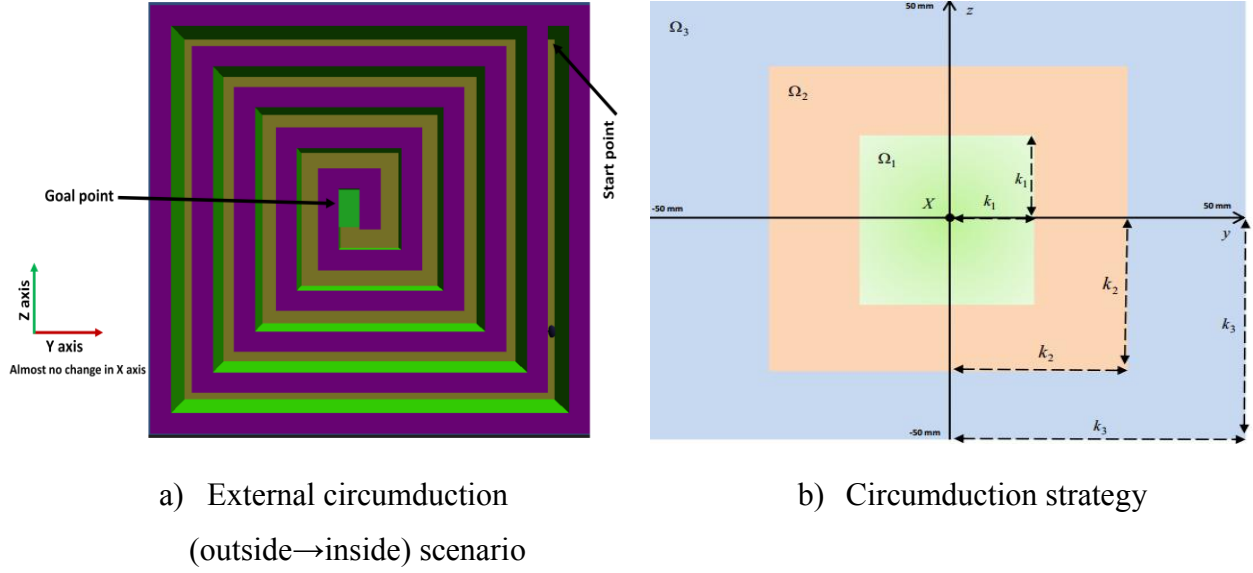 Start point
Goal point
Z axis
Y axis
Almost no change in X axis
50 mm
z
Ω3
Ω2
Ω1
k1
X
k1
-50 mm
50 mm
y
k2
k3
k2
-50 mm
k3
a) External circumduction
(outside→inside) scenario
b) Circumduction strategy